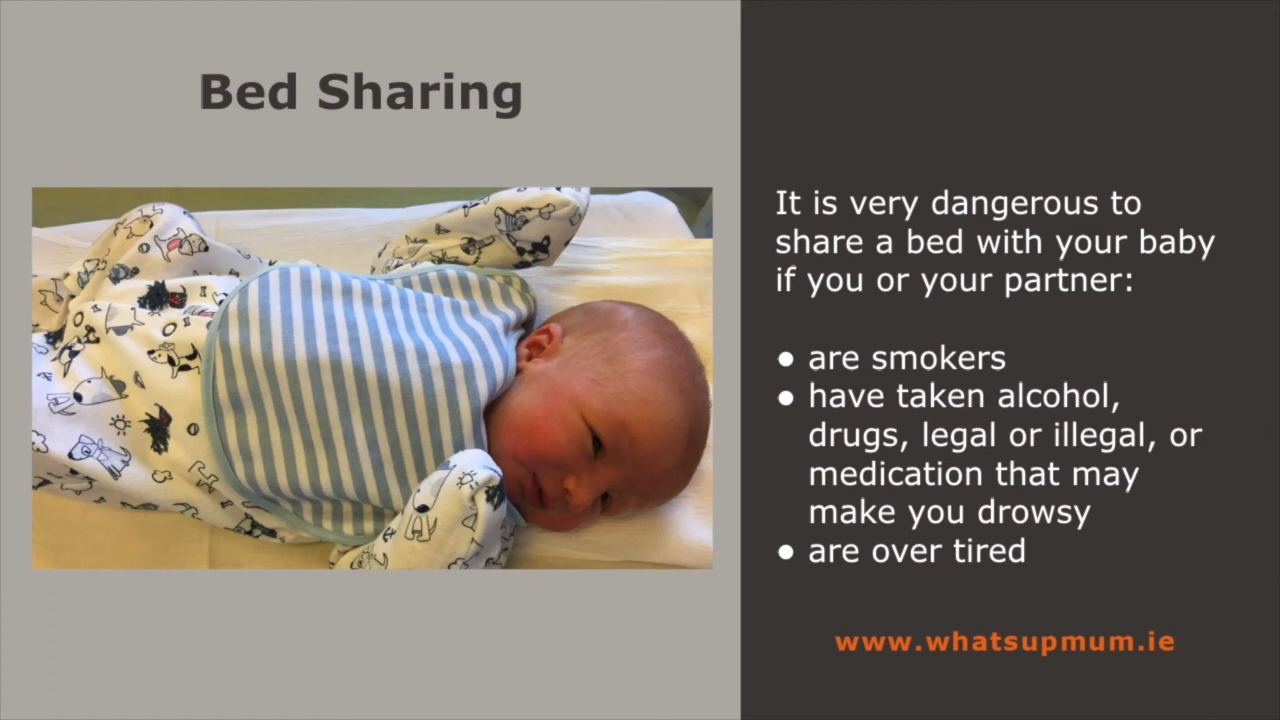 Bed Sharing
It is very dangerous to
share a bed with your baby
if you or your partner:
● are smokers
● have taken alcohol,
drugs, legal or illegal, or
medication that may
make you drowsy
● are over tired
www.whatsupmum.ie